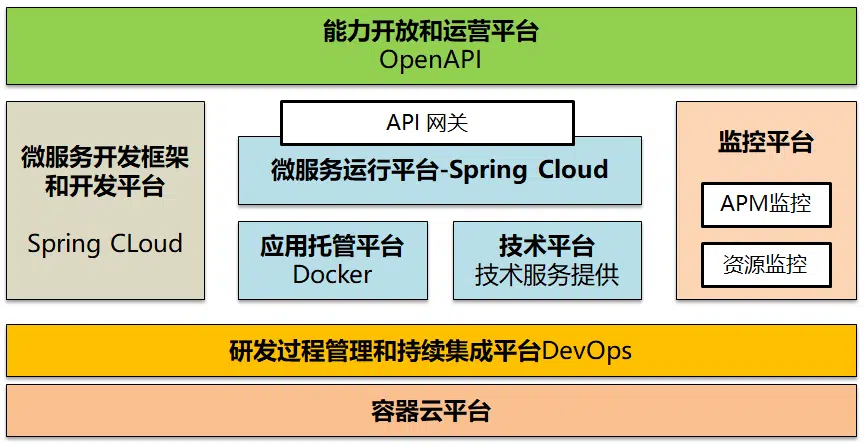 能力开放和运营平台
OpenAPI
微服务开发框架
和开发平台
Spring CLoud
API 网关
微服务运行平台-Spring Cloud
应用托管平台
Docker
技术平台
技术服务提供
监控平台
APM监控
资源监控
研发过程管理和持续集成平台DevOps
容器云平台